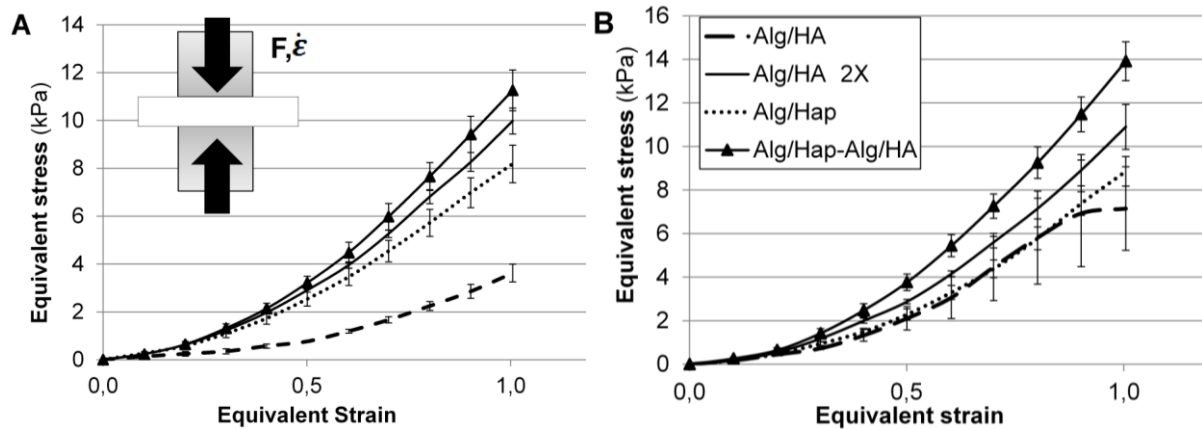 A
F,ε̇
Equivalent stress (kPa)
14
12
10
8
6
4
2
0
0,0
0,5
1,0
Equivalent Strain
B
Equivalent stress (kPa)
16
14
12
10
8
6
4
2
0
Alg/HA
Alg/HA 2X
Alg/Hap
Alg/Hap-Alg/HA
0,0
0,5
1,0
Equivalent strain